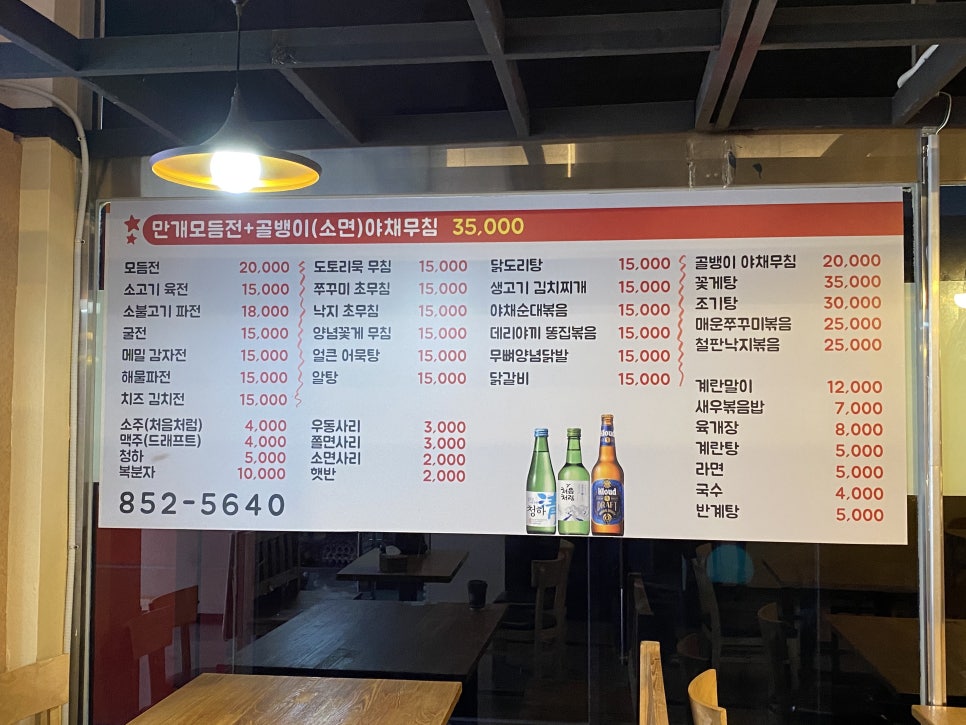 만개모듬전+골뱅이(소면)야채무침 35,000
모듬전 20,000
소고기 육전 15,000
소불고기 파전 18,000
굴전 15,000
메밀 감자전 15,000
해물파전 15,000
치즈 김치전 15,000
도토리묵 무침 15,000
쭈꾸미 초무침 15,000
낙지 초무침 15,000
양념꽃게 무침 15,000
얼큰 어묵탕 15,000
알탕 15,000
닭도리탕 15,000
생고기 김치찌개 15,000
야채순대볶음 15,000
데리야끼 똥집볶음 15,000
무뼈양념닭발 15,000
닭갈비 15,000
골뱅이 야채무침 20,000
꽃게탕 35,000
조기탕 30,000
매운쭈꾸미볶음 25,000
철판낙지볶음 25,000
계란말이 12,000
새우볶음밥 7,000
육개장 8,000
계란탕 5,000
라면 5,000
국수 4,000
반계탕 5,000
소주(처음처럼) 4,000
맥주(드래프트) 4,000
청하 5,000
복분자 10,000
우동사리 3,000
쫄면사리 3,000
소면사리 2,000
햇반 2,000
852-5640
청하 淸
처음
처럼
Kloud
DRAFT